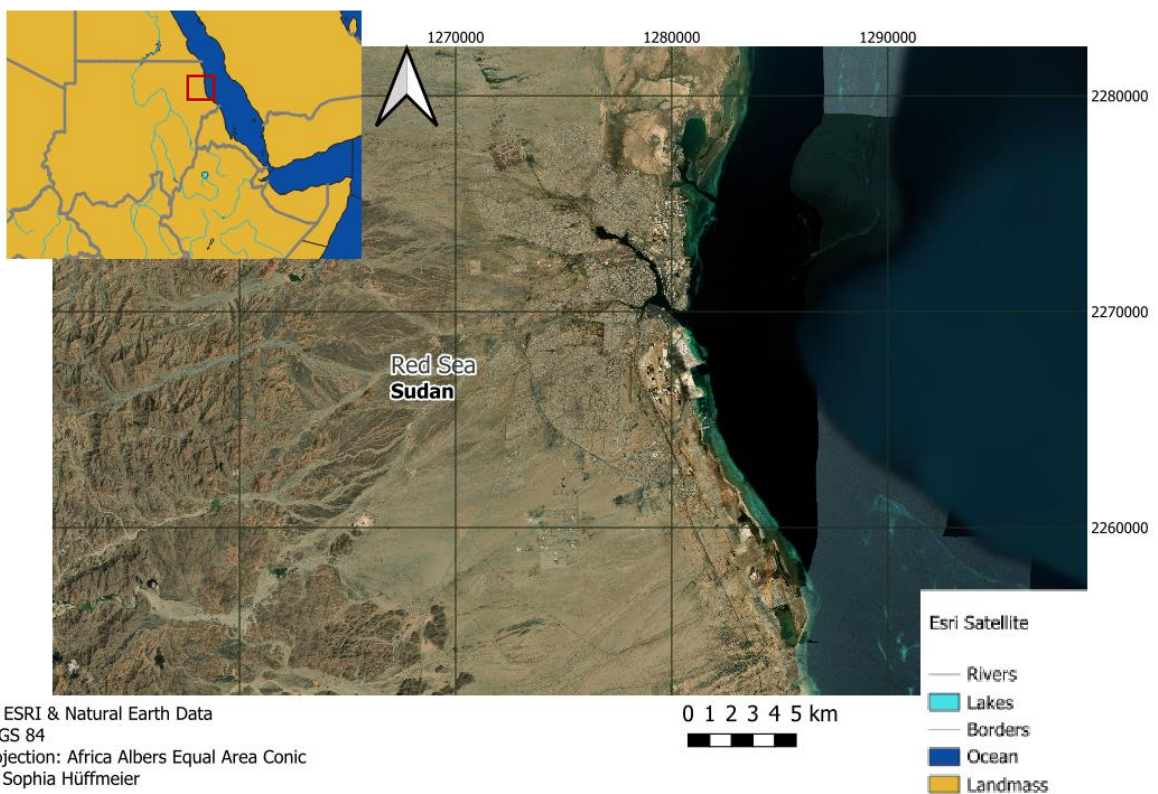 1270000 1280000 1290000
2280000
2270000
Red Sea
Sudan
2260000
Esri Satellite
Rivers
Lakes
Borders
Ocean
Landmass
0 1 2 3 4 5 km
ESRI & Natural Earth Data
GS 84
jection: Africa Albers Equal Area Conic
Sophia Hüffmeier